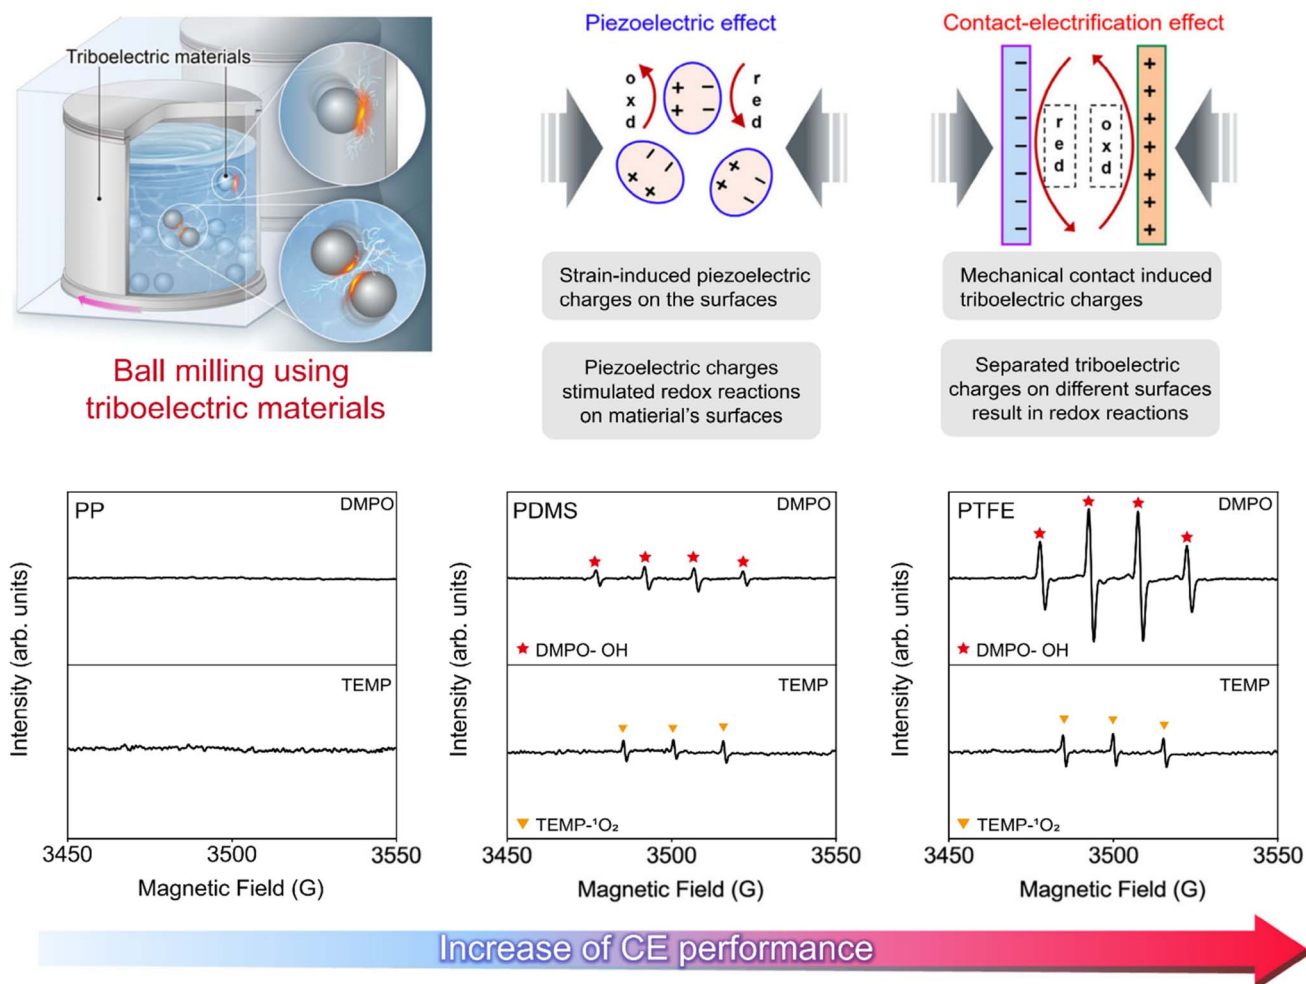 Triboelectric materials
Ball milling using
triboelectric materials
Piezoelectric effect
oxd
red
+ −
+ −
−
−
+
+
−
−
+
+
Strain-induced piezoelectric
charges on the surfaces
Piezoelectric charges
stimulated redox reactions
on matierial's surfaces
Contact-electrification effect
−
−
−
−
−
−
−
red
oxd
+
+
+
+
+
+
+
Mechanical contact induced
triboelectric charges
Separated triboelectric
charges on different surfaces
result in redox reactions
PP
DMPO
TEMP
Intensity (arb. units)
3450 3500 3550
Magnetic Field (G)
PDMS
DMPO
★ DMPO- OH
TEMP
▼ TEMP-¹O₂
Intensity (arb. units)
3450 3500 3550
Magnetic Field (G)
PTFE
DMPO
★ DMPO- OH
TEMP
▼ TEMP-¹O₂
Intensity (arb. units)
3450 3500 3550
Magnetic Field (G)
Increase of CE performance